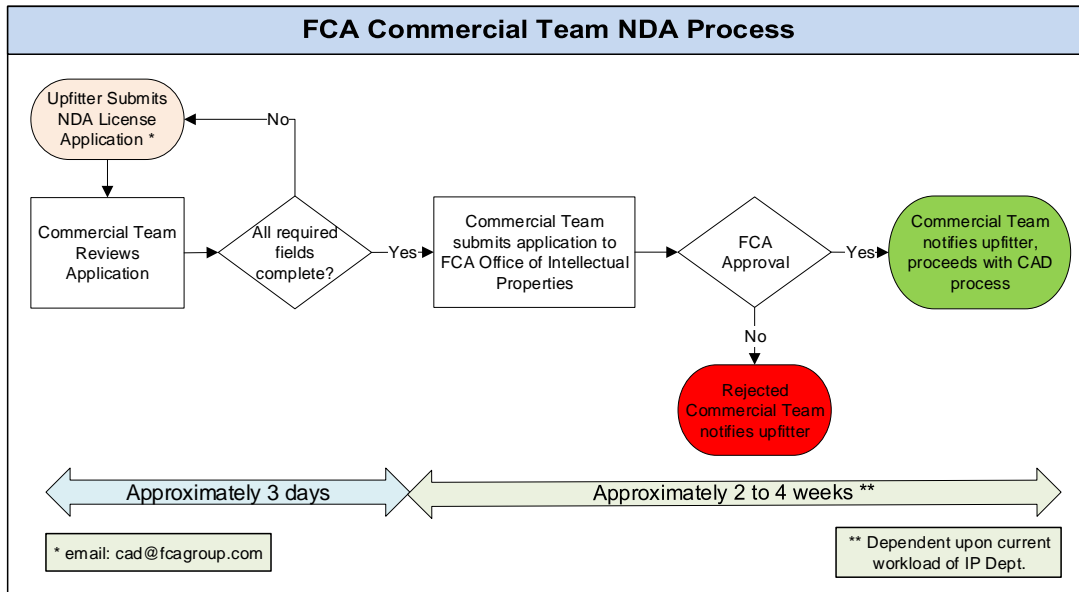 FCA Commercial Team NDA Process
Upfitter Submits
NDA License
Application *
No
Commercial Team
Reviews
Application
All required
fields
complete?
Yes
Commercial Team
submits application to
FCA Office of Intellectual
Properties
FCA
Approval
Yes
Commercial Team
notifies upfitter,
proceeds with CAD
process
No
Rejected
Commercial Team
notifies upfitter
Approximately 3 days
Approximately 2 to 4 weeks **
* email: cad@fcagroup.com
** Dependent upon current
workload of IP Dept.